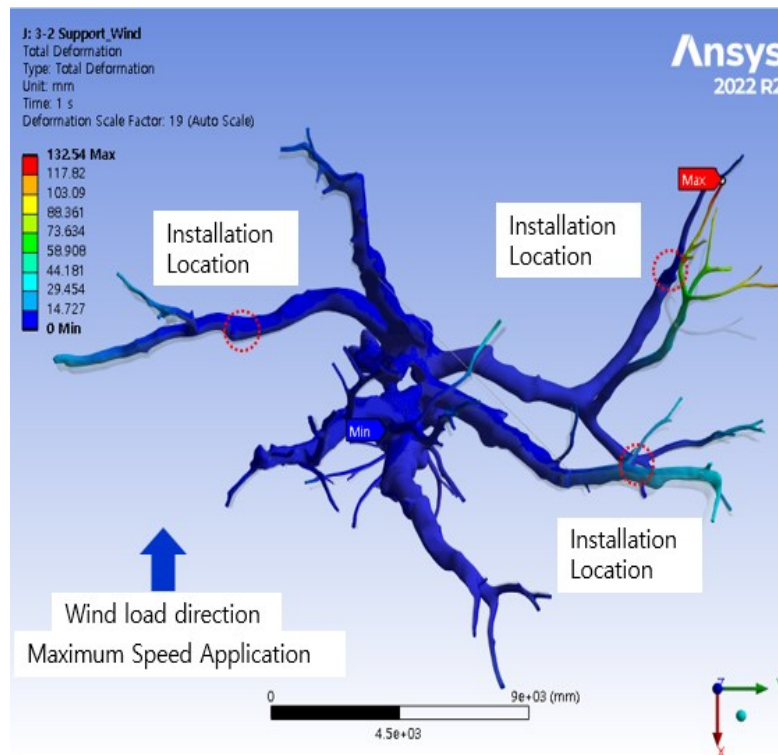 J: 3-2 Support_Wind
Total Deformation
Type: Total Deformation
Unit: mm
Time: 1 s
Deformation Scale Factor: 19 (Auto Scale)
Ansys
2022 R2
132.54 Max
117.82
103.09
88.361
73.634
58.908
44.181
29.454
14.727
0 Min
Max
Installation
Location
Installation
Location
Min
Installation
Location
Wind load direction
Maximum Speed Application
0
9e+03 (mm)
4.5e+03
Z
X